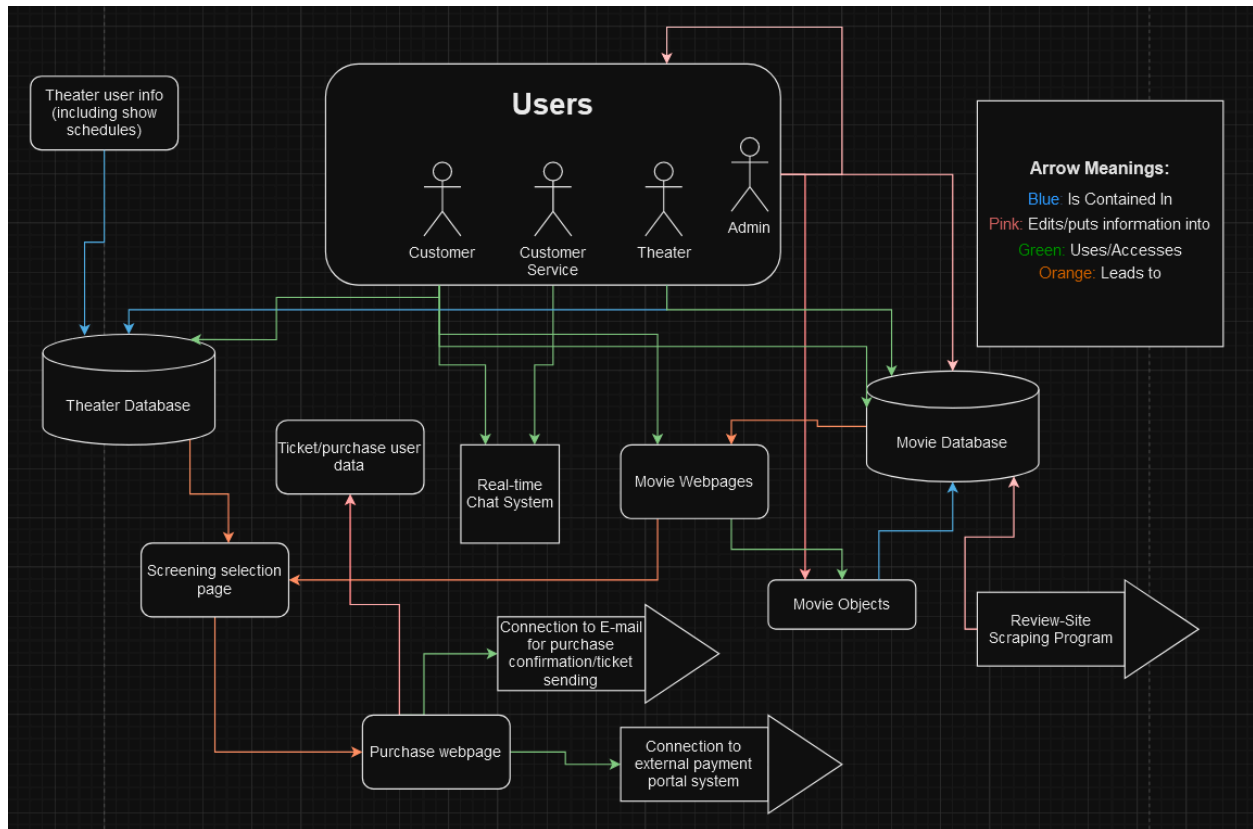 Theater user info
(including show
schedules)
Users
Customer
Customer
Service
Theater
Admin
Arrow Meanings:
Blue: Is Contained In
Pink: Edits/puts information into
Green: Uses/Accesses
Orange: Leads to
Theater Database
Ticket/purchase user
data
Real-time
Chat System
Movie Webpages
Movie Database
Screening selection
page
Movie Objects
Review-Site
Scraping Program
Connection to E-mail
for purchase
confirmation/ticket
sending
Purchase webpage
Connection to
external payment
portal system